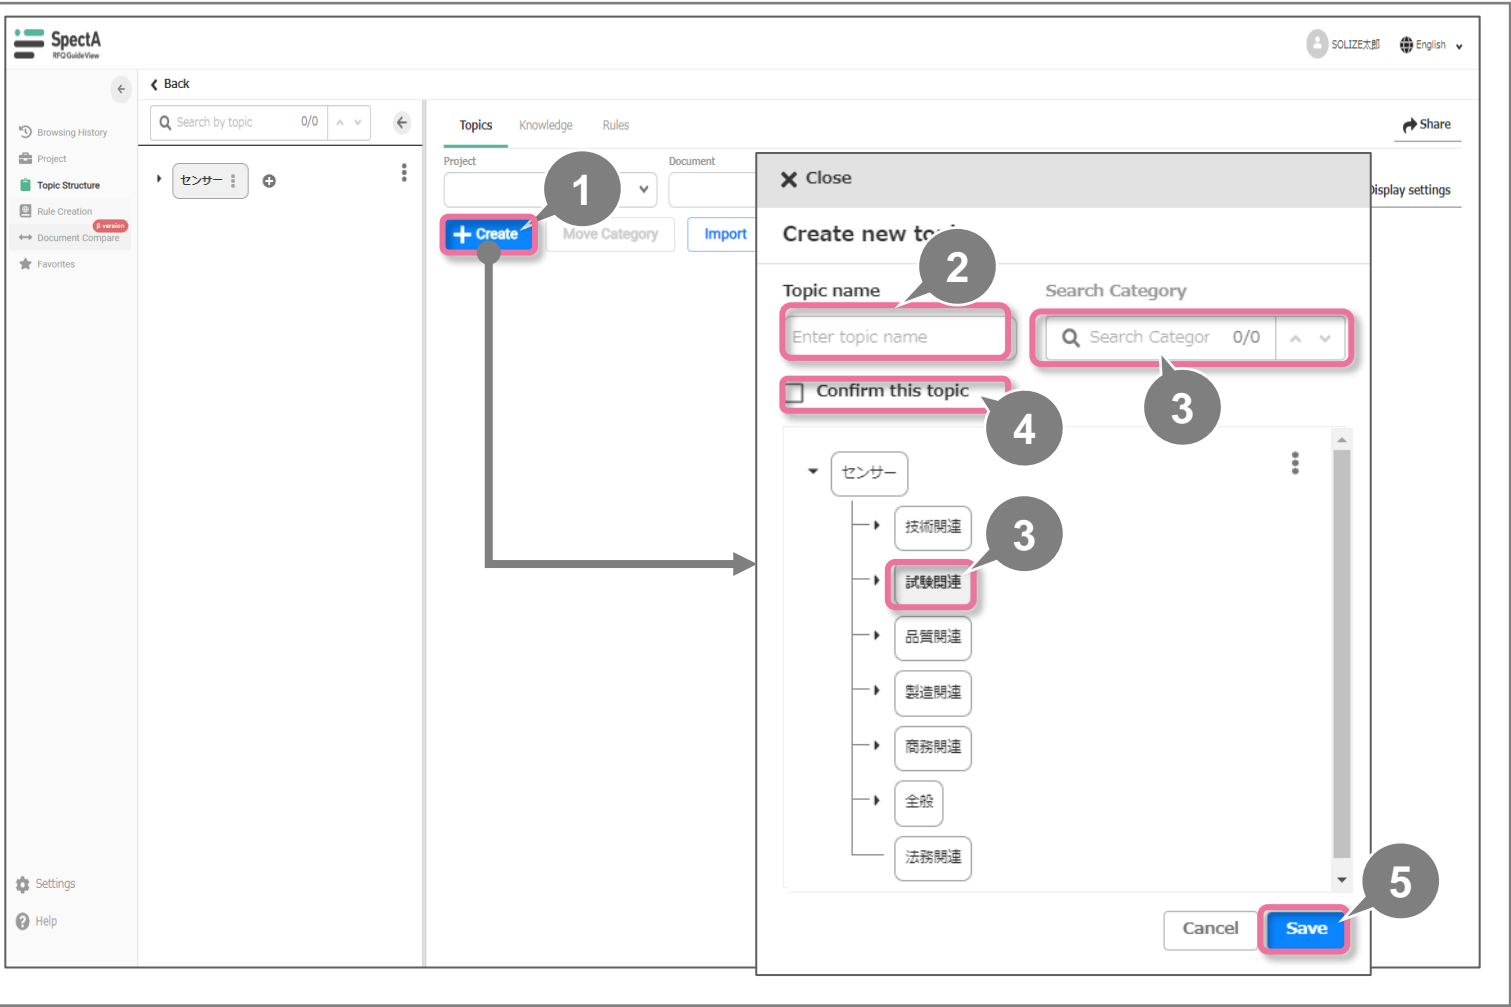 SpectA
RFQ GuideView
SOLIZE太郎
English
Back
Search by topic 0/0
Browsing History
Project
Topic Structure
Rule Creation
β version
Document Compare
Favorites
Settings
Help
センサー
Topics Knowledge Rules
Share
Project
Document
1
Display settings
+ Create
Move Category
Import
Close
Create new to
2
Topic name
Search Category
Enter topic name
Search Categor 0/0
3
Confirm this topic
4
センサー
技術関連
3
試験関連
品質関連
製造関連
商務関連
全般
法務関連
5
Cancel
Save